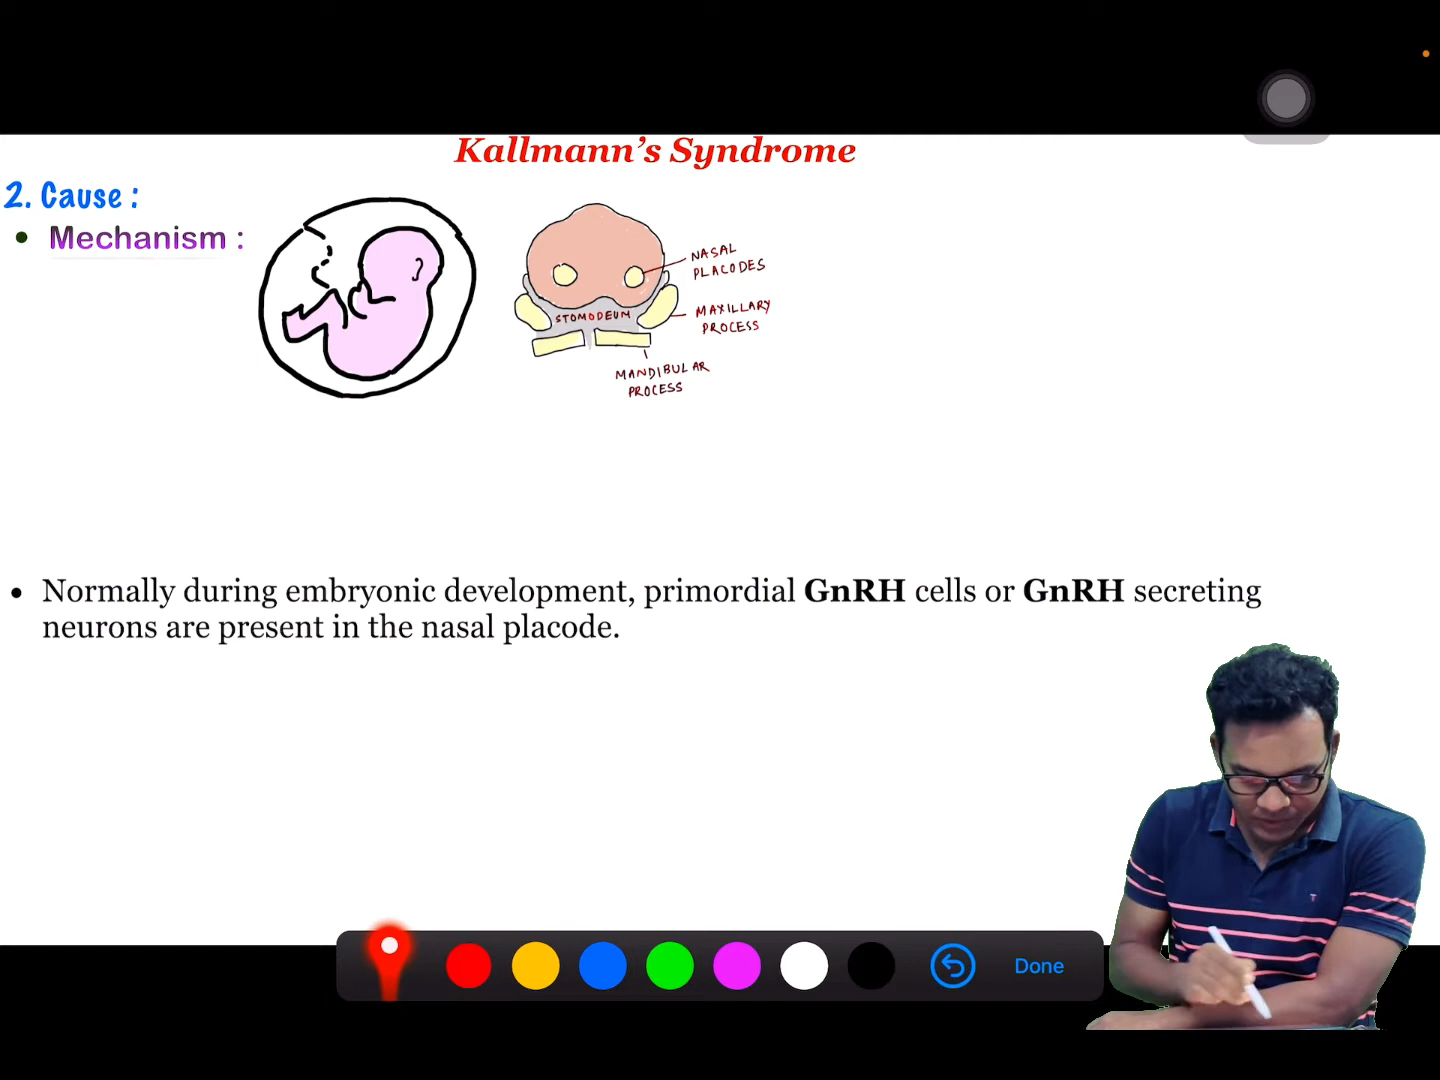 Kallmann's Syndrome
2. Cause :
• Mechanism :
NASAL
PLACODES
STOMODEUM
MAXILLARY
PROCESS
MANDIBULAR
PROCESS
• Normally during embryonic development, primordial GnRH cells or GnRH secreting
neurons are present in the nasal placode.
T
Done